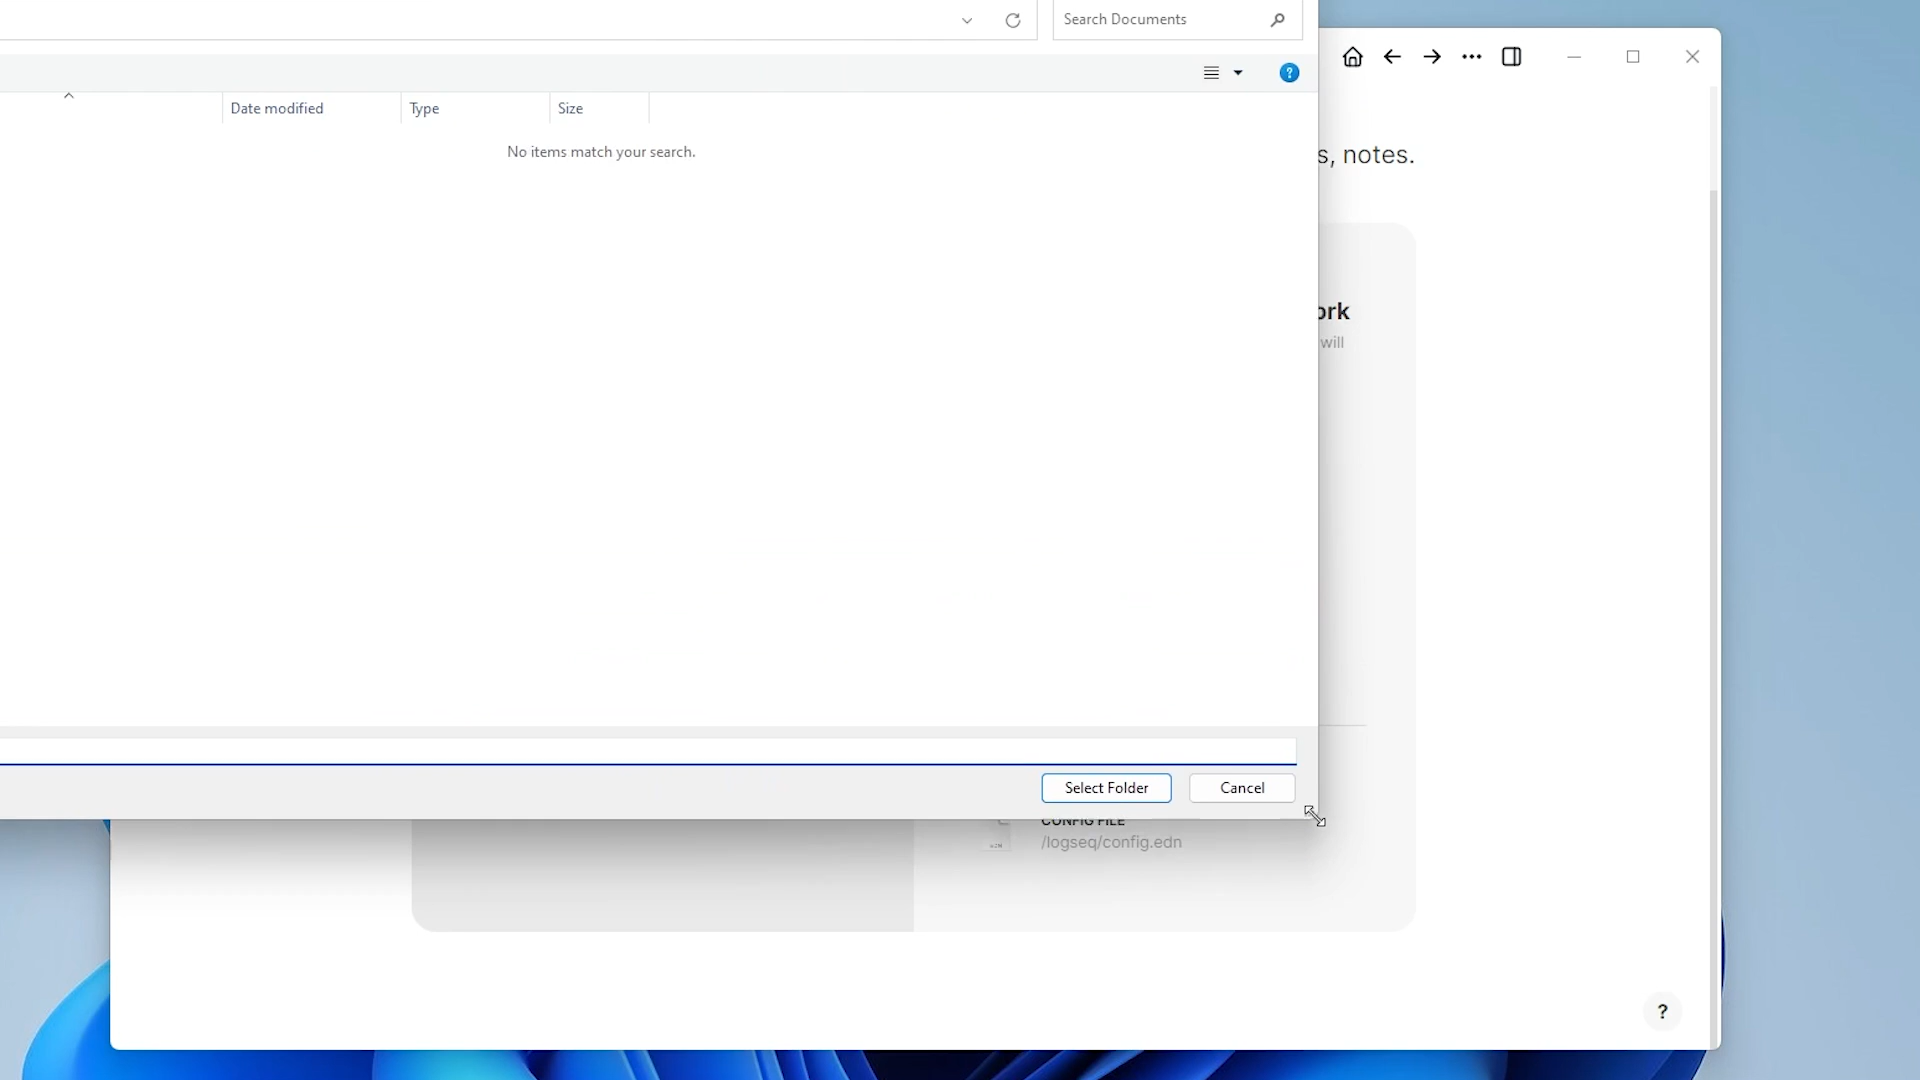 Search Documents
?
Date modified Type Size
No items match your search.
s, notes.
ork
will
Select Folder Cancel
CONFIG FILE
/logseq/config.edn
?